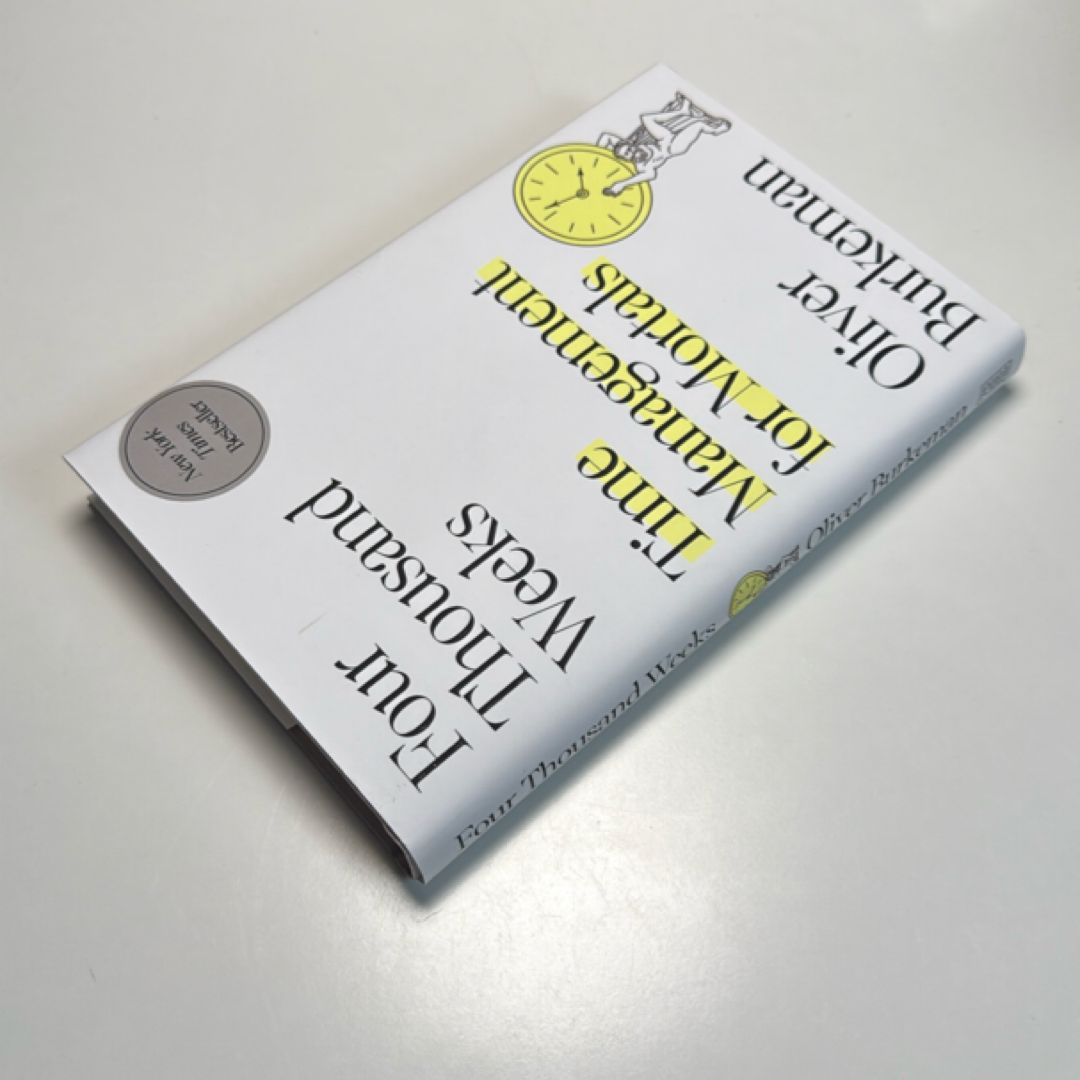 Four
Thousand
Weeks
New York
Times
Bestseller
Time
Management
for Mortals
Oliver
Burkeman
Four Thousand Weeks
Oliver Burkeman